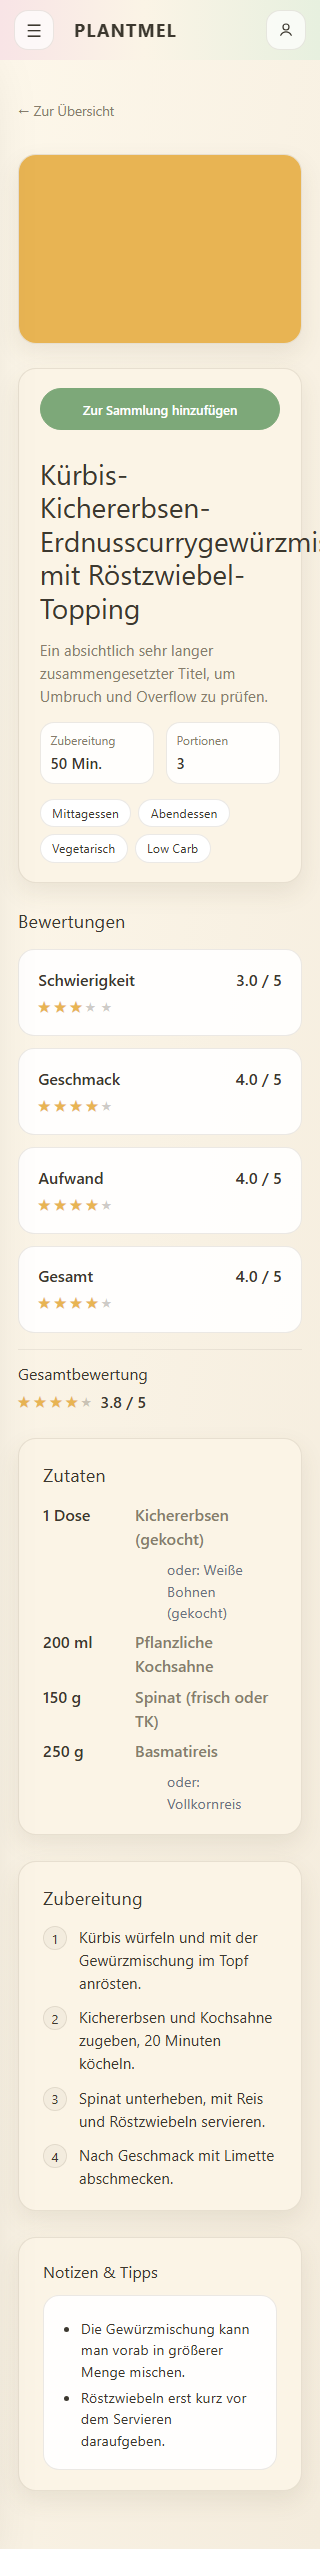 PLANTMEL
← Zur Übersicht
Zur Sammlung hinzufügen
Kürbis-
Kichererbsen-
mit Röstzwiebel-
Topping
Ein absichtlich sehr langer
zusammengesetzter Titel, um
Umbruch und Overflow zu prüfen.
Zubereitung
50 Min.
Portionen
3
Mittagessen
Abendessen
Vegetarisch
Low Carb
Bewertungen
Schwierigkeit 3.0 / 5
Geschmack 4.0 / 5
Aufwand 4.0 / 5
Gesamt 4.0 / 5
Gesamtbewertung
3.8 / 5
Zutaten
1 Dose Kichererbsen
(gekocht)
oder: Weiße
Bohnen
(gekocht)
200 ml Pflanzliche
Kochsahne
150 g Spinat (frisch oder
TK)
250 g Basmatireis
oder:
Vollkornreis
Zubereitung
1 Kürbis würfeln und mit der
Gewürzmischung im Topf
anrösten.
2 Kichererbsen und Kochsahne
zugeben, 20 Minuten
köcheln.
3 Spinat unterheben, mit Reis
und Röstzwiebeln servieren.
4 Nach Geschmack mit Limette
abschmecken.
Notizen & Tipps
• Die Gewürzmischung kann
man vorab in größerer
Menge mischen.
• Röstzwiebeln erst kurz vor
dem Servieren
daraufgeben.